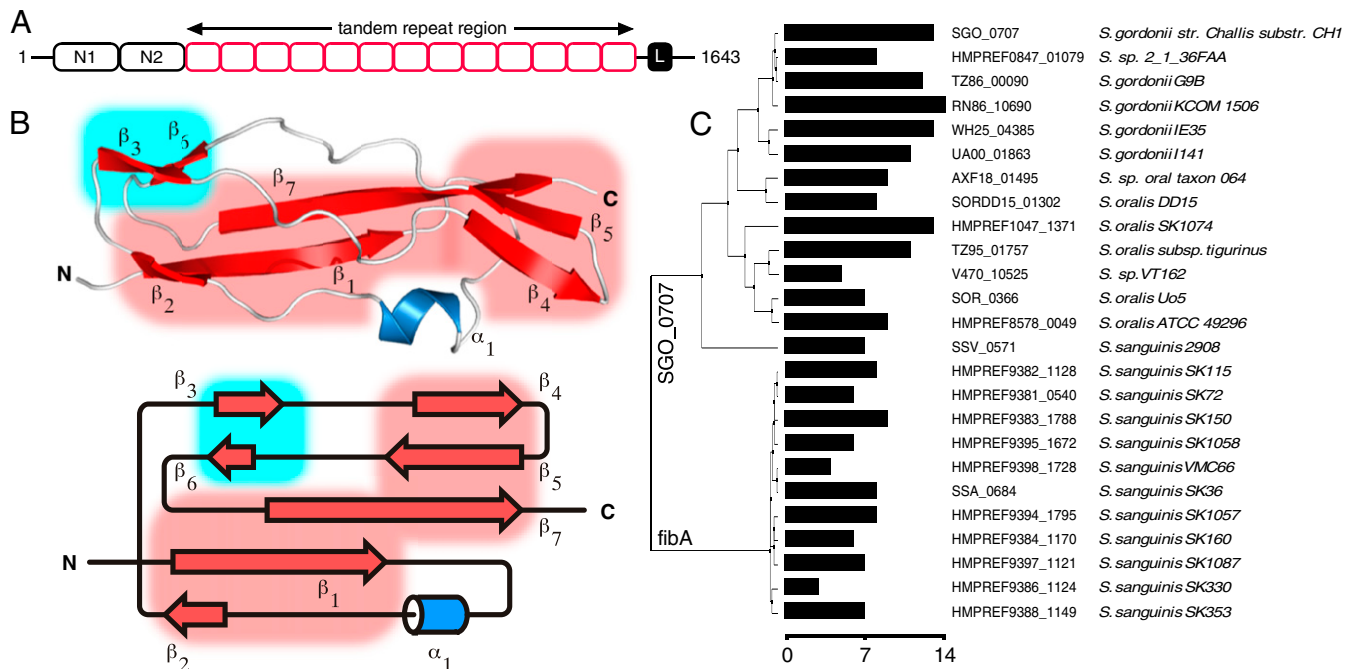 A
tandem repeat region
1
N1
N2
L
1643
B
β3
β5
β7
C
β5
N
β1
β2
β4
α1
β3
β4
β6
β5
β7
C
N
β1
β2
α1
C
SGO_0707
fibA
SGO_0707 S. gordonii str. Challis substr. CH1
HMPREF0847_01079 S. sp. 2_1_36FAA
TZ86_00090 S. gordonii G9B
RN86_10690 S. gordonii KCOM 1506
WH25_04385 S. gordonii IE35
UA00_01863 S. gordonii I141
AXF18_01495 S. sp. oral taxon 064
SORDD15_01302 S. oralis DD15
HMPREF1047_1371 S. oralis SK1074
TZ95_01757 S. oralis subsp. tigurinus
V470_10525 S. sp. VT162
SOR_0366 S. oralis Uo5
HMPREF8578_0049 S. oralis ATCC 49296
SSV_0571 S. sanguinis 2908
HMPREF9382_1128 S. sanguinis SK115
HMPREF9381_0540 S. sanguinis SK72
HMPREF9383_1788 S. sanguinis SK150
HMPREF9395_1672 S. sanguinis SK1058
HMPREF9398_1728 S. sanguinis VMC66
SSA_0684 S. sanguinis SK36
HMPREF9394_1795 S. sanguinis SK1057
HMPREF9384_1170 S. sanguinis SK160
HMPREF9397_1121 S. sanguinis SK1087
HMPREF9386_1124 S. sanguinis SK330
HMPREF9388_1149 S. sanguinis SK353
0 7 14